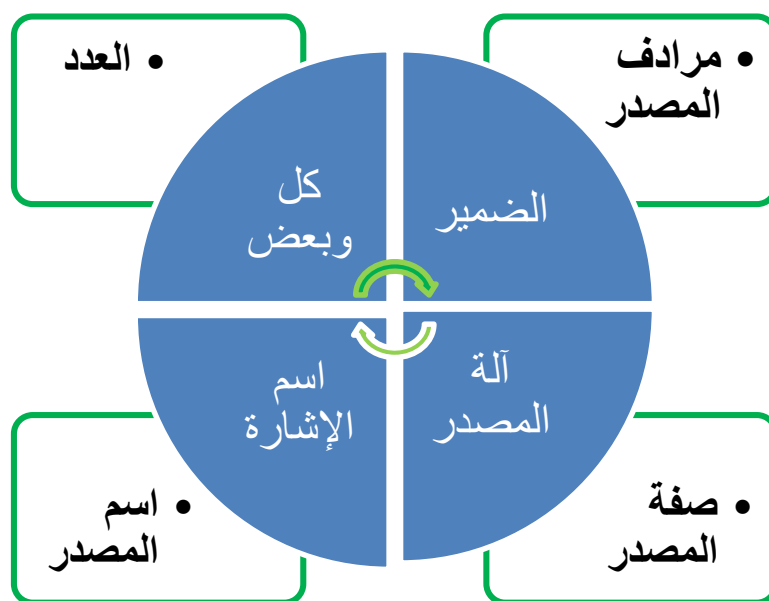 • مرادف
المصدر
• العدد
الضمير
كل
وبعض
آلة
المصدر
اسم
الإشارة
• صفة
المصدر
• اسم
المصدر